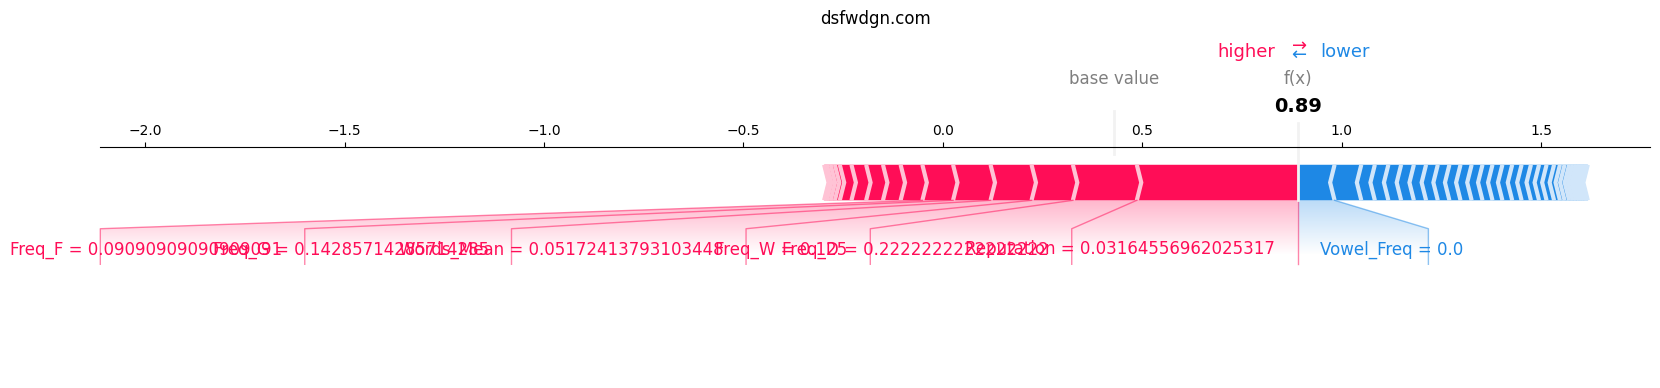 dsfwdgn.com
higher ⇄ lower
base value f(x)
0.89
−2.0 −1.5 −1.0 −0.5 0.0 0.5 1.0 1.5
Freq_F = 0.09090909090909091 Freq_G = 0.14285714285714285 Words_Mean = 0.05172413793103448 Freq_W = 0.125 Freq_D = 0.2222222222222222 Reputation = 0.03164556962025317 Vowel_Freq = 0.0